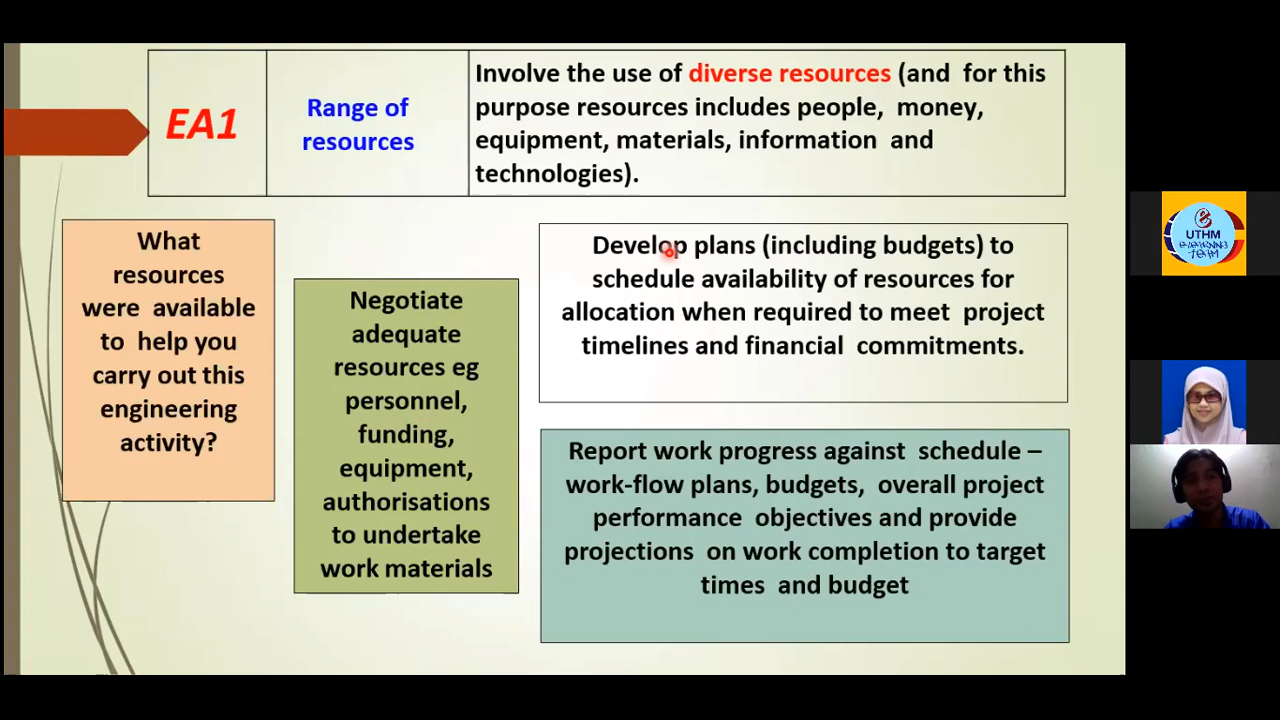 EA1
Range of
resources
Involve the use of diverse resources (and for this
purpose resources includes people, money,
equipment, materials, information and
technologies).
What
resources
were available
to help you
carry out this
engineering
activity?
Negotiate
adequate
resources eg
personnel,
funding,
equipment,
authorisations
to undertake
work materials
Develop plans (including budgets) to
schedule availability of resources for
allocation when required to meet project
timelines and financial commitments.
Report work progress against schedule –
work-flow plans, budgets, overall project
performance objectives and provide
projections on work completion to target
times and budget
e
UTHM
eLearning
Team